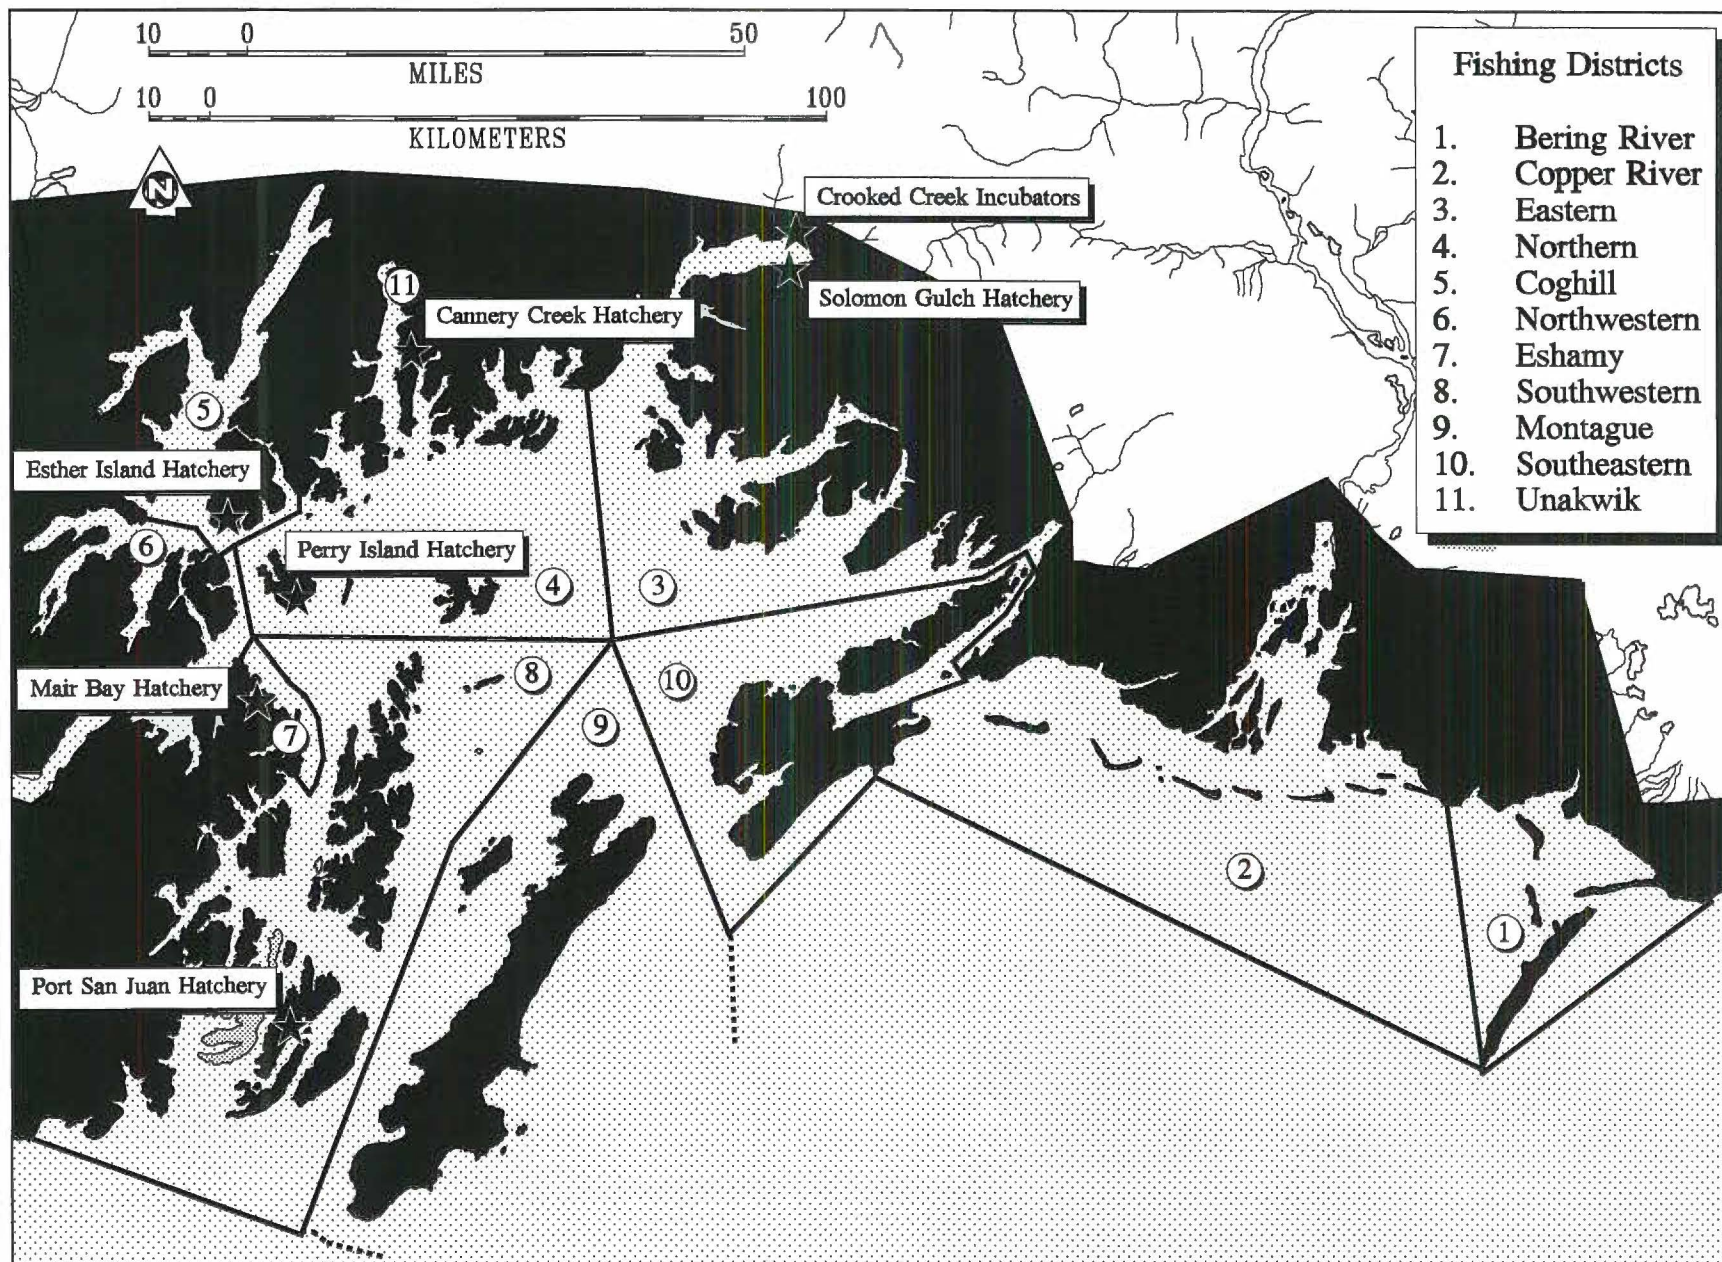 10 0 50
MILES
10 0 100
KILOMETERS
N
Fishing Districts
1. Bering River
2. Copper River
3. Eastern
4. Northern
5. Coghill
6. Northwestern
7. Eshamy
8. Southwestern
9. Montague
10. Southeastern
11. Unakwik
Crooked Creek Incubators
Solomon Gulch Hatchery
11
Cannery Creek Hatchery
5
Esther Island Hatchery
6
Perry Island Hatchery
4
3
8
10
Mair Bay Hatchery
7
9
2
1
Port San Juan Hatchery